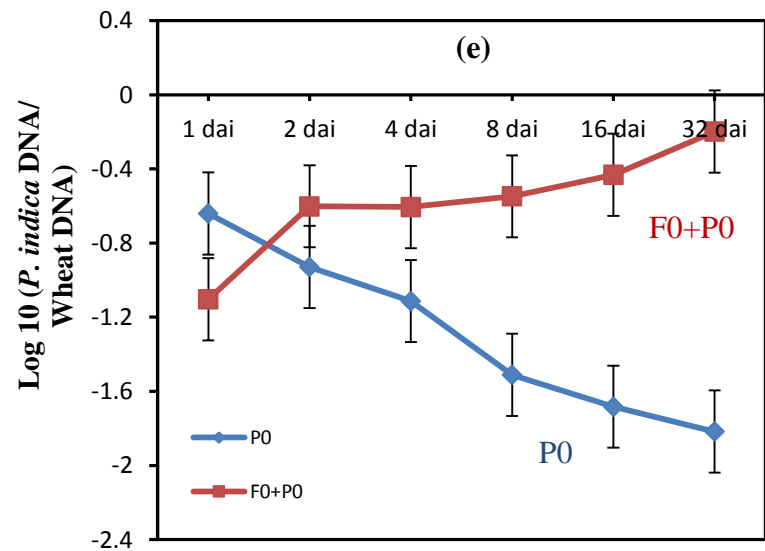 (e)
0.4
0
-0.4
-0.8
-1.2
-1.6
-2
-2.4
Log 10 (P. indica DNA/
Wheat DNA)
1 dai 2 dai 4 dai 8 dai 16 dai 32 dai
F0+P0
P0
P0
F0+P0